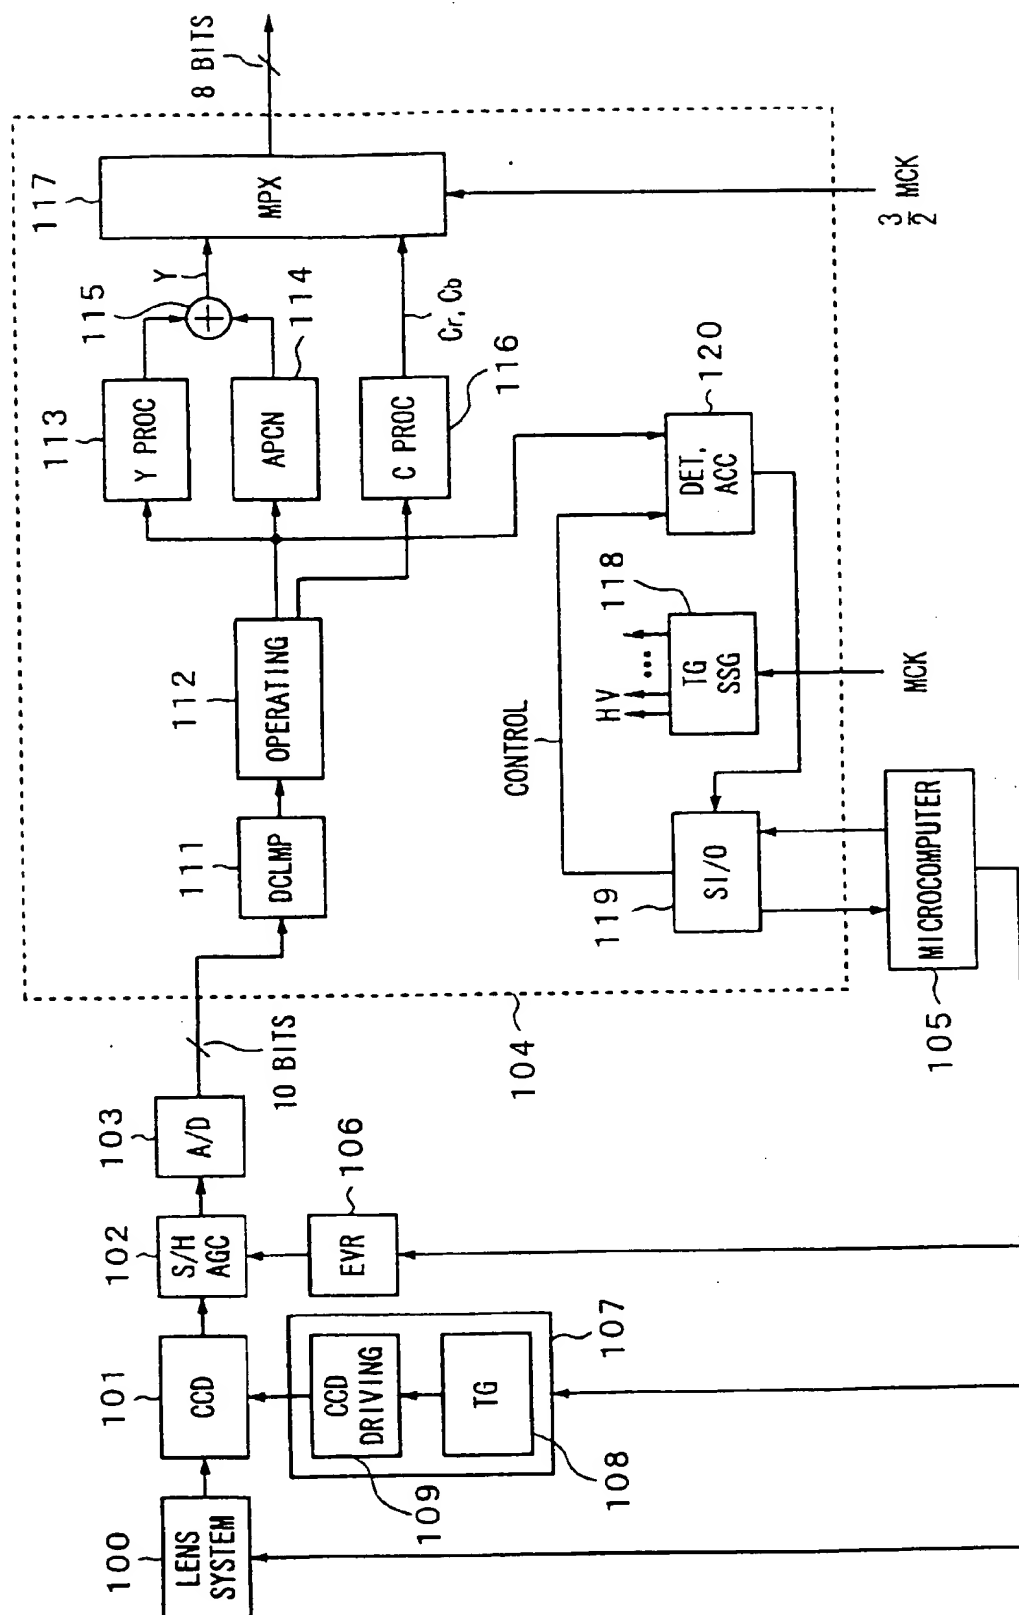 100
LENS
SYSTEM
101
CCD
102
S/H
AGC
103
A/D
10 BITS
106
EVR
107
CCD
DRIVING
109
TG
108
104
111
DCLMP
112
OPERATING
113
Y PROC
APCN
114
115
Y
C PROC
116
Cr, Cb
117
MPX
8 BITS
3/2 MCK
CONTROL
119
SI/O
HV ...
118
TG
SSG
MCK
DET,
ACC
120
105
MICROCOMPUTER